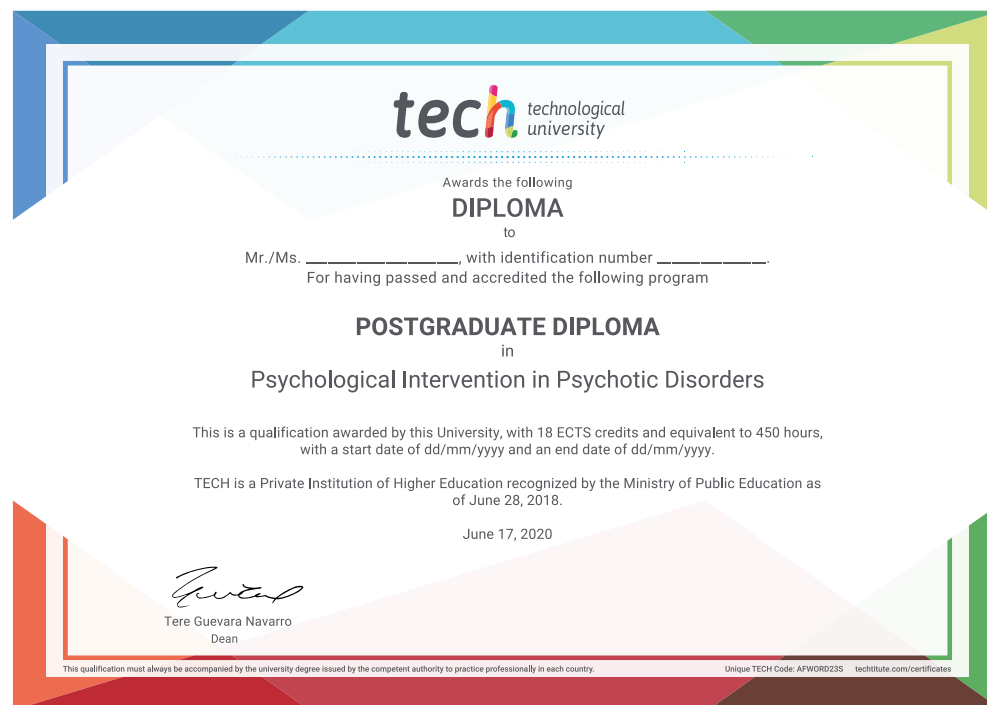 tech technological
university
Awards the following
DIPLOMA
to
Mr./Ms. ____________________, with identification number ______________.
For having passed and accredited the following program
POSTGRADUATE DIPLOMA
in
Psychological Intervention in Psychotic Disorders
This is a qualification awarded by this University, with 18 ECTS credits and equivalent to 450 hours,
with a start date of dd/mm/yyyy and an end date of dd/mm/yyyy.
TECH is a Private Institution of Higher Education recognized by the Ministry of Public Education as
of June 28, 2018.
June 17, 2020
Tere Guevara Navarro
Dean
This qualification must always be accompanied by the university degree issued by the competent authority to practice professionally in each country. Unique TECH Code: AFWORD23S techtitute.com/certificates